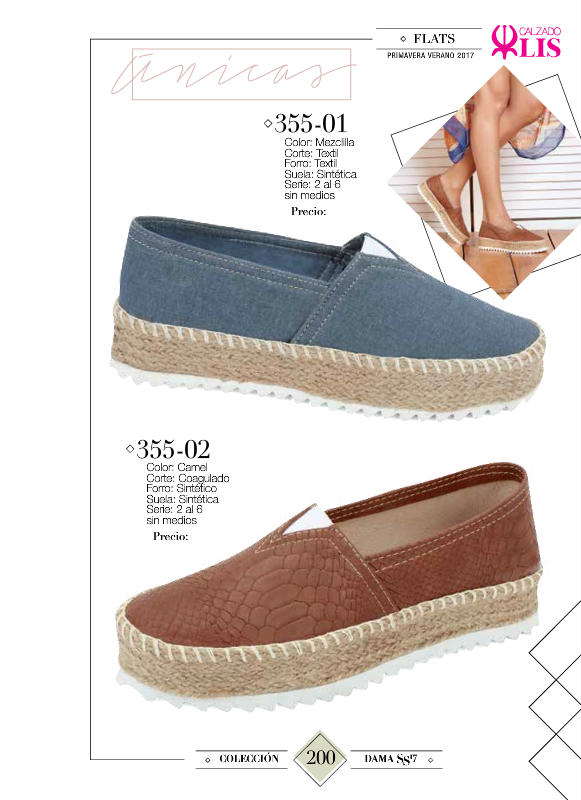 FLATS
PRIMAVERA VERANO 2017
CALZADO
LIS
únicas
355-01
Color: Mezclilla
Corte: Textil
Forro: Textil
Suela: Sintética
Serie: 2 al 6
sin medios
Precio:
355-02
Color: Camel
Corte: Coagulado
Forro: Sintético
Suela: Sintética
Serie: 2 al 6
sin medios
Precio:
COLECCIÓN
200
DAMA SS'7